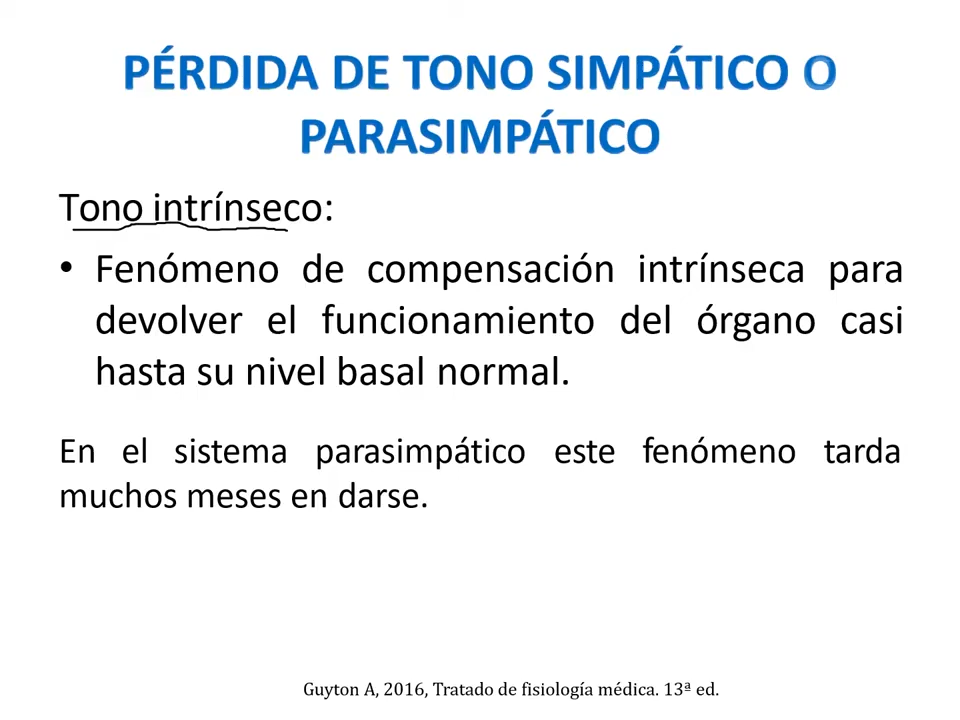 PÉRDIDA DE TONO SIMPÁTICO O
PARASIMPÁTICO
Tono intrínseco:
• Fenómeno de compensación intrínseca para
devolver el funcionamiento del órgano casi
hasta su nivel basal normal.
En el sistema parasimpático este fenómeno tarda
muchos meses en darse.
Guyton A, 2016, Tratado de fisiología médica. 13ª ed.